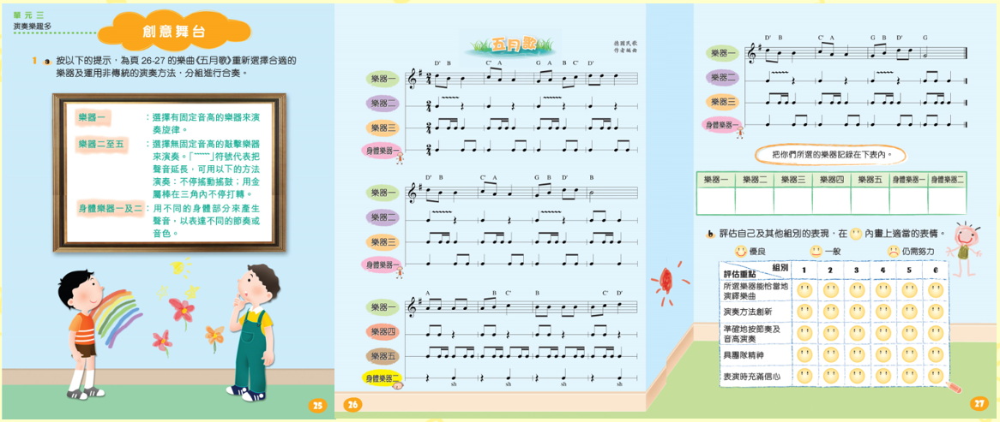 單元三
演奏樂趣多
創意舞台
1 a 按以下的提示，為頁 26-27 的樂曲《五月歌》重新選擇合適的
樂器及運用非傳統的演奏方法，分組進行合奏。
樂器一 ：選擇有固定音高的樂器來演
奏旋律。
樂器二至五 ：選擇無固定音高的敲擊樂器
來演奏。「~~~~」符號代表把
聲音延長，可用以下的方法
演奏：不停搖動搖鼓；用金
屬棒在三角內不停打轉。
身體樂器一及二：用不同的身體部分來產生
聲音，以表達不同的節奏或
音色。
25
五月歌
德國民歌
作者編曲
D' B C' A G A B C' D'
樂器一
樂器二
樂器三
身體樂器一
D' B C' A G B D' B
樂器一
樂器二
樂器三
身體樂器一
A B C' B C' D'
樂器一
樂器四
樂器五
身體樂器二
sh sh sh sh
26
D' B C' A G B D' G
樂器一
樂器二
樂器三
身體樂器一
把你們所選的樂器記錄在下表內。
樂器一 樂器二 樂器三 樂器四 樂器五 身體樂器一 身體樂器二
b 評估自己及其他組別的表現，在 內畫上適當的表情。
優良 一般 仍需努力
組別 1 2 3 4 5 6
評估重點
所選樂器能恰當地
演繹樂曲
演奏方法創新
準確地按節奏及
音高演奏
具團隊精神
表演時充滿信心
27